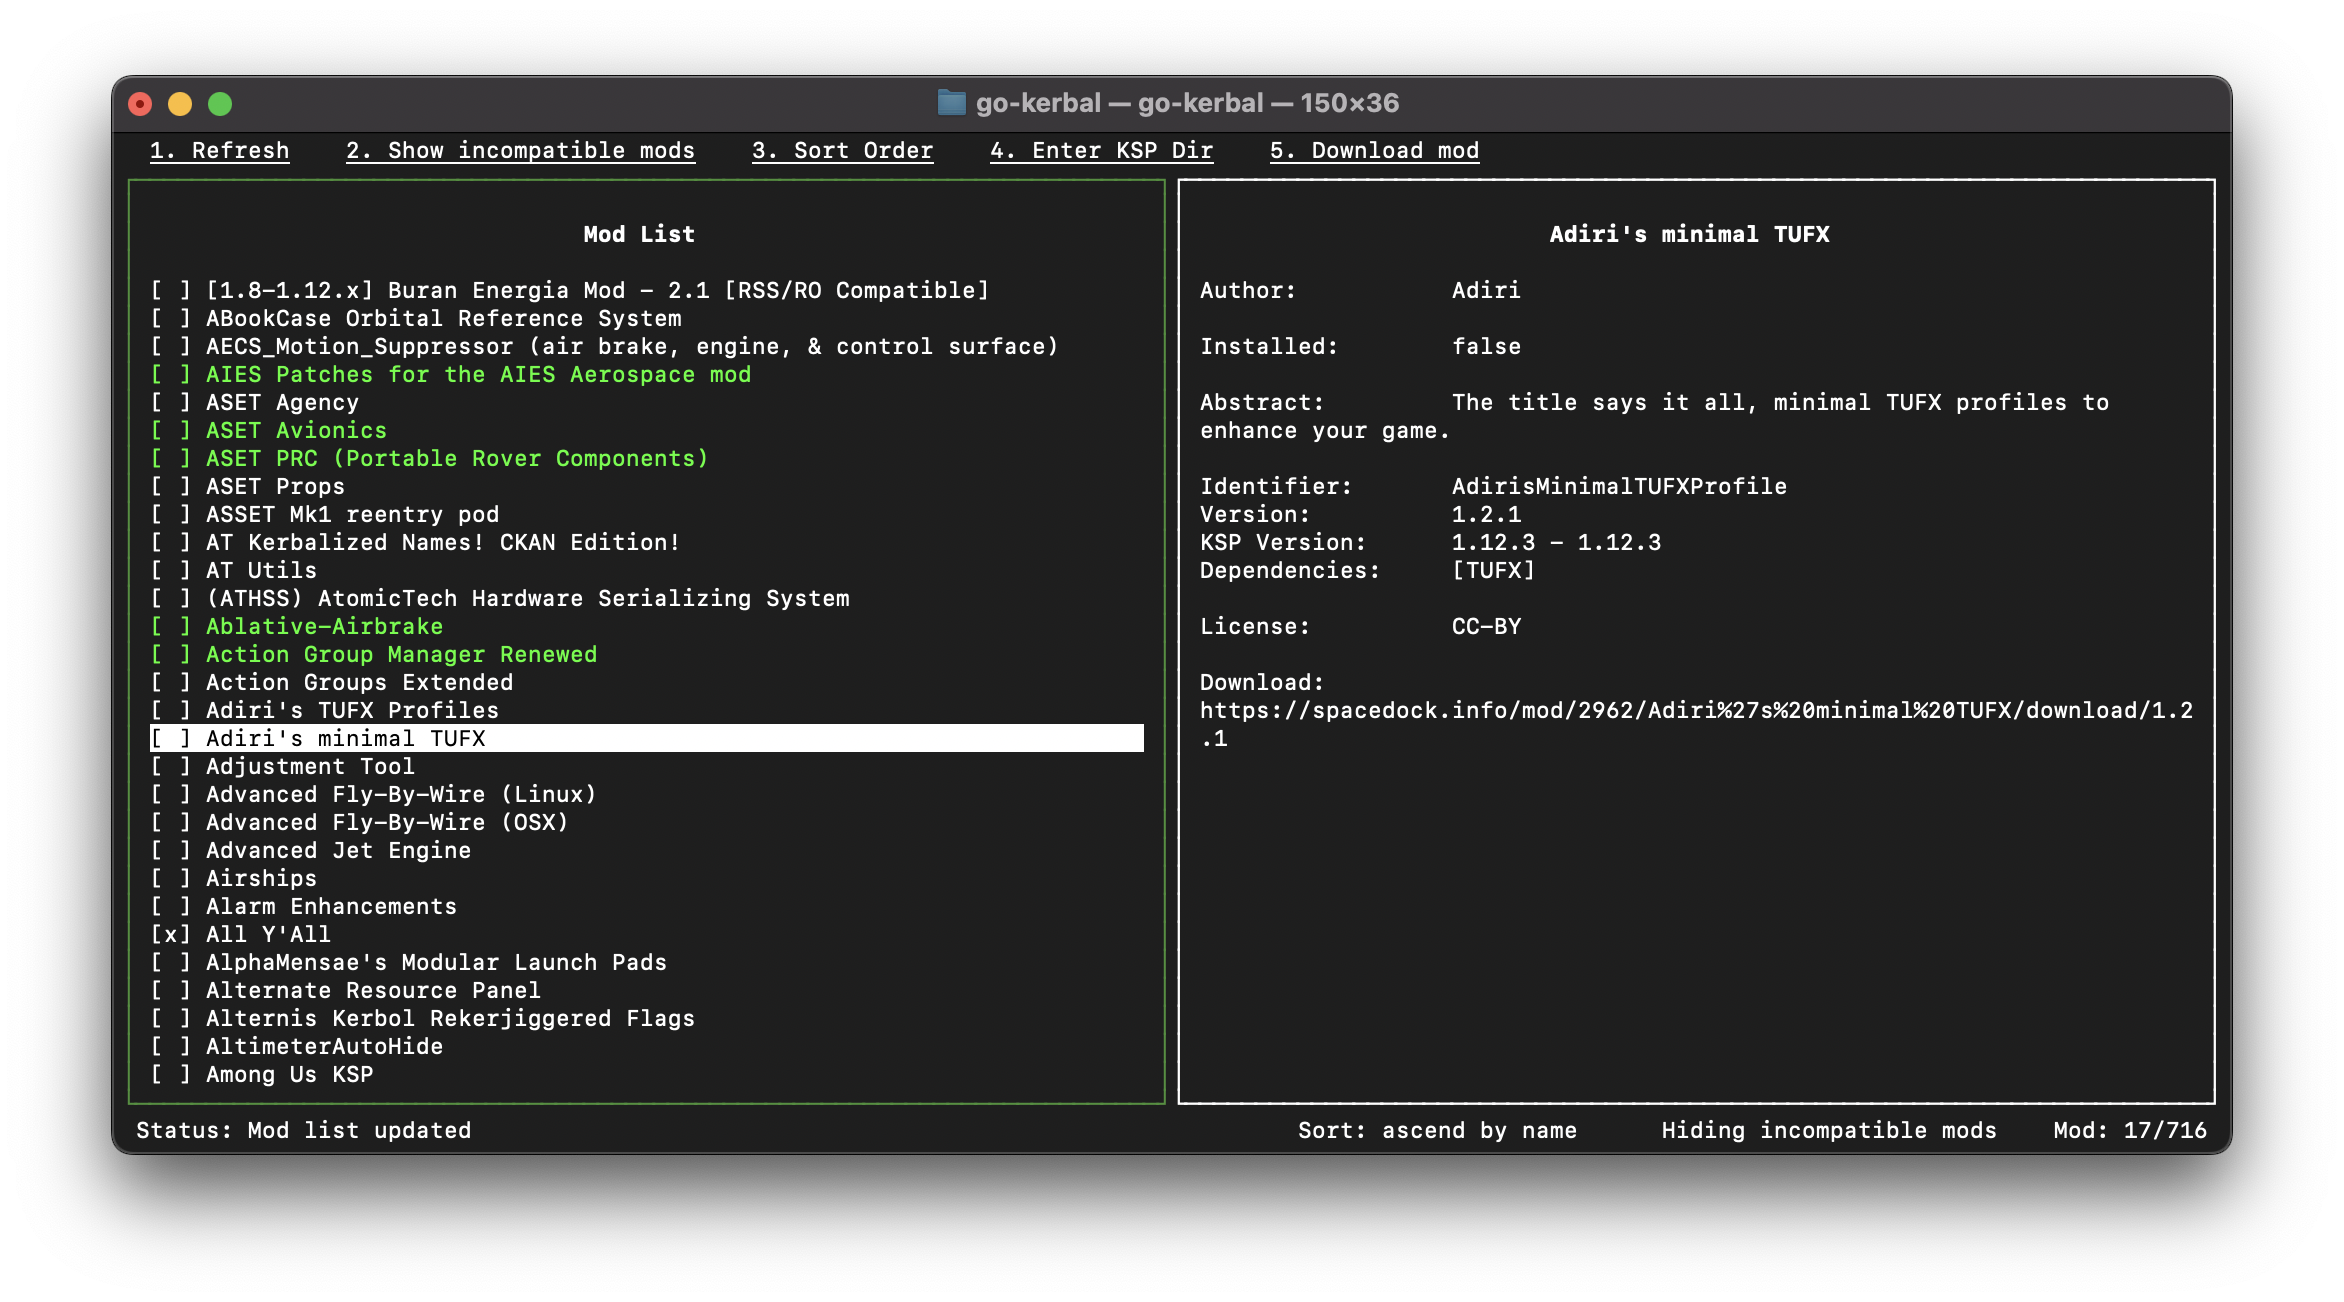 go-kerbal — go-kerbal — 150×36
1. Refresh    2. Show incompatible mods    3. Sort Order    4. Enter KSP Dir    5. Download mod
Mod List
[ ] [1.8-1.12.x] Buran Energia Mod - 2.1 [RSS/RO Compatible]
[ ] ABookCase Orbital Reference System
[ ] AECS_Motion_Suppressor (air brake, engine, & control surface)
[ ] AIES Patches for the AIES Aerospace mod
[ ] ASET Agency
[ ] ASET Avionics
[ ] ASET PRC (Portable Rover Components)
[ ] ASET Props
[ ] ASSET Mk1 reentry pod
[ ] AT Kerbalized Names! CKAN Edition!
[ ] AT Utils
[ ] (ATHSS) AtomicTech Hardware Serializing System
[ ] Ablative-Airbrake
[ ] Action Group Manager Renewed
[ ] Action Groups Extended
[ ] Adiri's TUFX Profiles
[ ] Adiri's minimal TUFX
[ ] Adjustment Tool
[ ] Advanced Fly-By-Wire (Linux)
[ ] Advanced Fly-By-Wire (OSX)
[ ] Advanced Jet Engine
[ ] Airships
[ ] Alarm Enhancements
[x] All Y'All
[ ] AlphaMensae's Modular Launch Pads
[ ] Alternate Resource Panel
[ ] Alternis Kerbol Rekerjiggered Flags
[ ] AltimeterAutoHide
[ ] Among Us KSP
Adiri's minimal TUFX
Author: Adiri
Installed: false
Abstract: The title says it all, minimal TUFX profiles to
enhance your game.
Identifier: AdirisMinimalTUFXProfile
Version: 1.2.1
KSP Version: 1.12.3 - 1.12.3
Dependencies: [TUFX]
License: CC-BY
Download:
https://spacedock.info/mod/2962/Adiri%27s%20minimal%20TUFX/download/1.2
.1
Status: Mod list updated    Sort: ascend by name    Hiding incompatible mods    Mod: 17/716